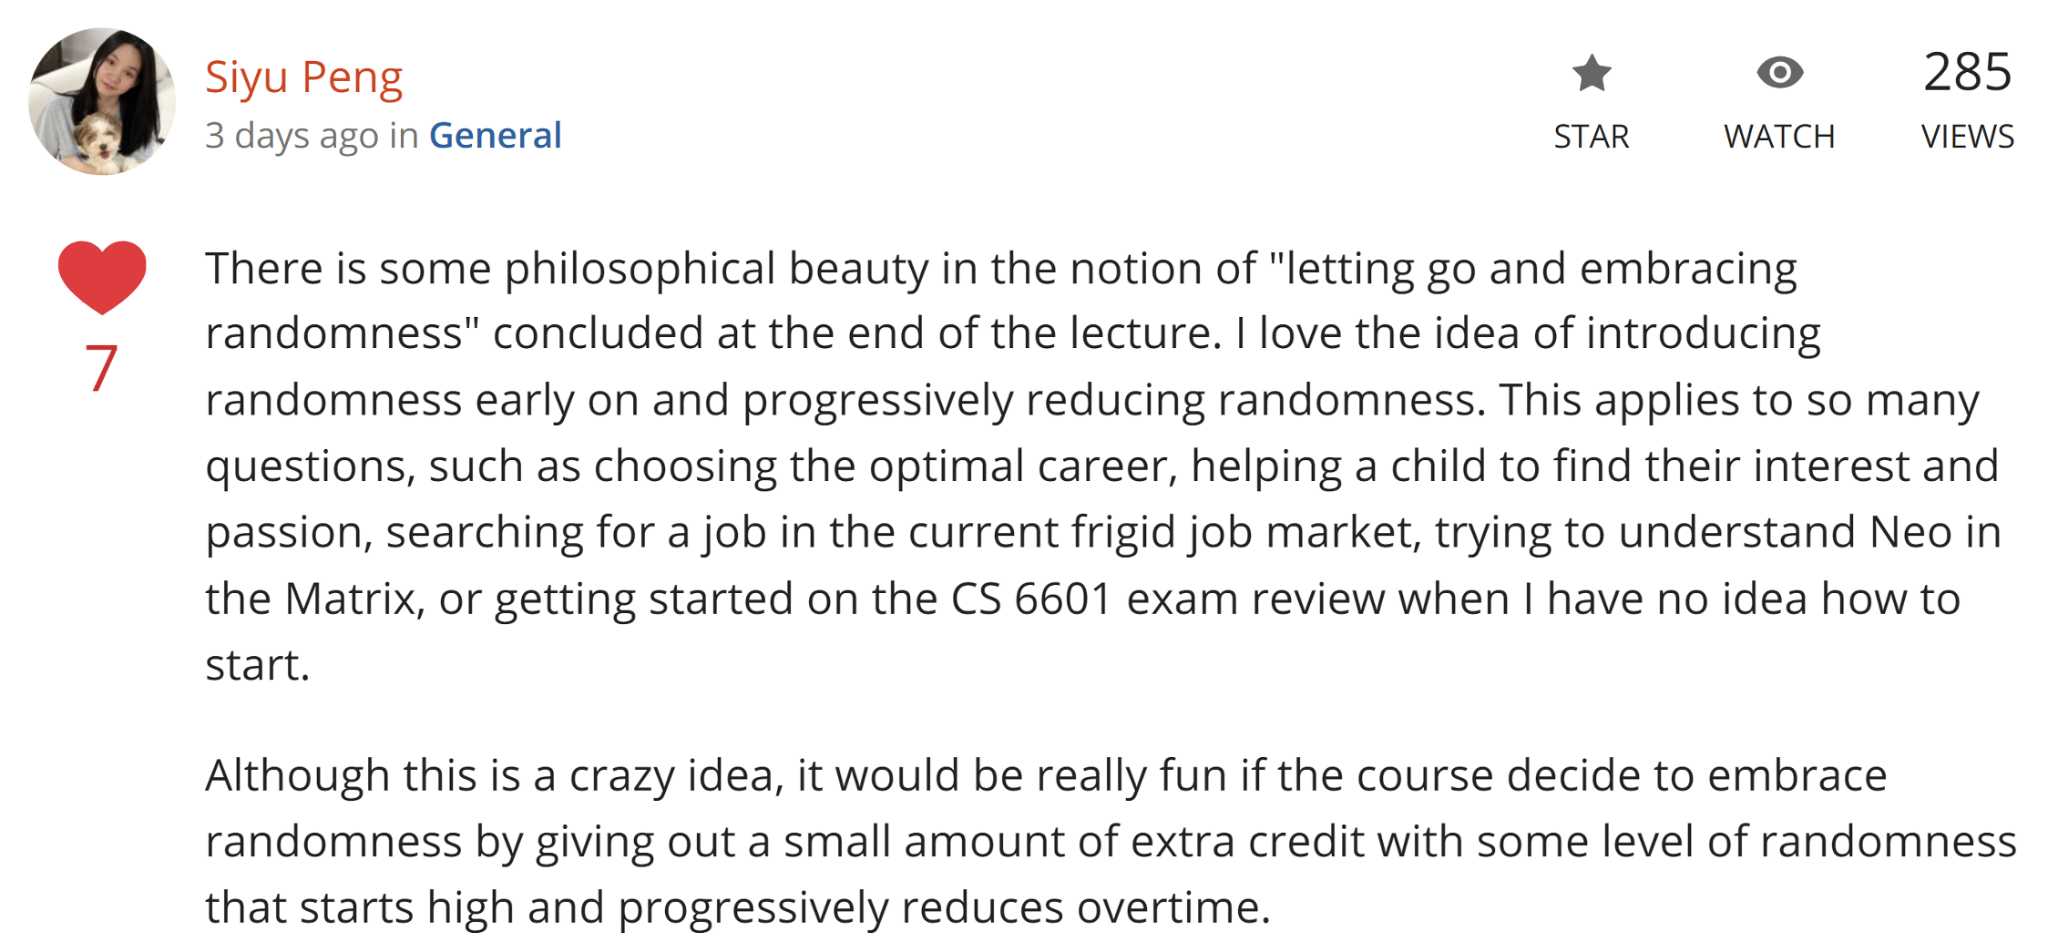 Siyu Peng
3 days ago in General
STAR
WATCH
285
VIEWS
7
There is some philosophical beauty in the notion of "letting go and embracing
randomness" concluded at the end of the lecture. I love the idea of introducing
randomness early on and progressively reducing randomness. This applies to so many
questions, such as choosing the optimal career, helping a child to find their interest and
passion, searching for a job in the current frigid job market, trying to understand Neo in
the Matrix, or getting started on the CS 6601 exam review when I have no idea how to
start.
Although this is a crazy idea, it would be really fun if the course decide to embrace
randomness by giving out a small amount of extra credit with some level of randomness
that starts high and progressively reduces overtime.